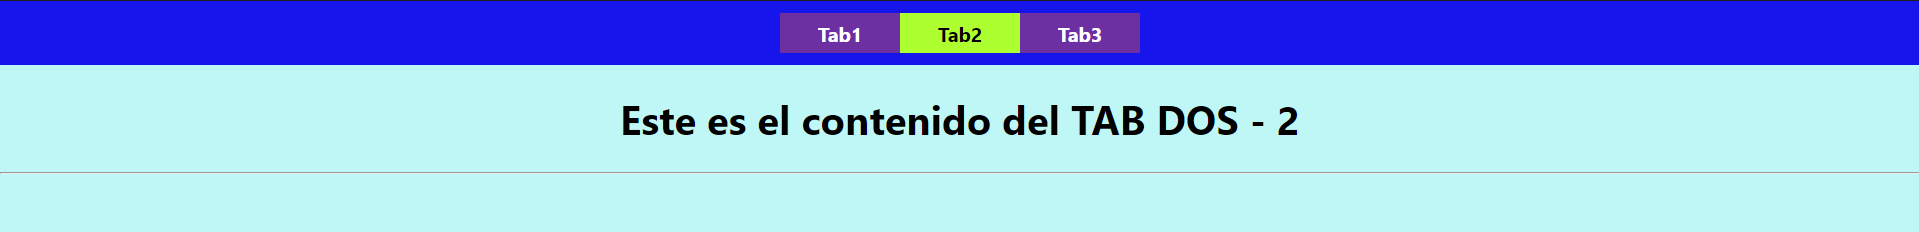 Tab1 Tab2 Tab3
Este es el contenido del TAB DOS - 2